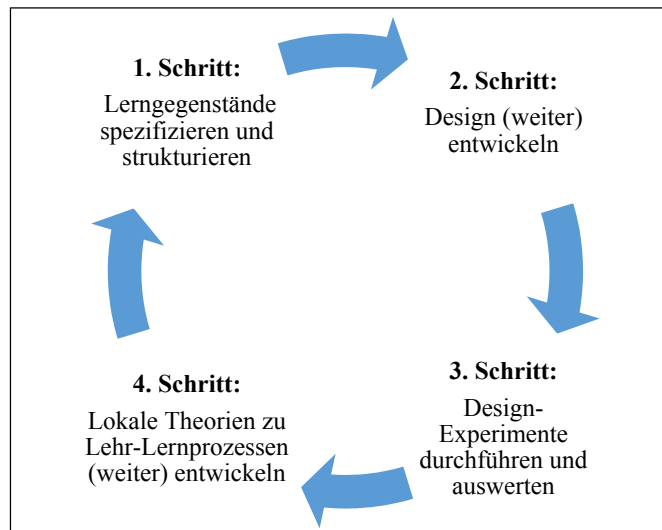 1. Schritt:
Lerngegenstände
spezifizieren und
strukturieren
2. Schritt:
Design (weiter)
entwickeln
3. Schritt:
Design-
Experimente
durchführen und
auswerten
4. Schritt:
Lokale Theorien zu
Lehr-Lernprozessen
(weiter) entwickeln